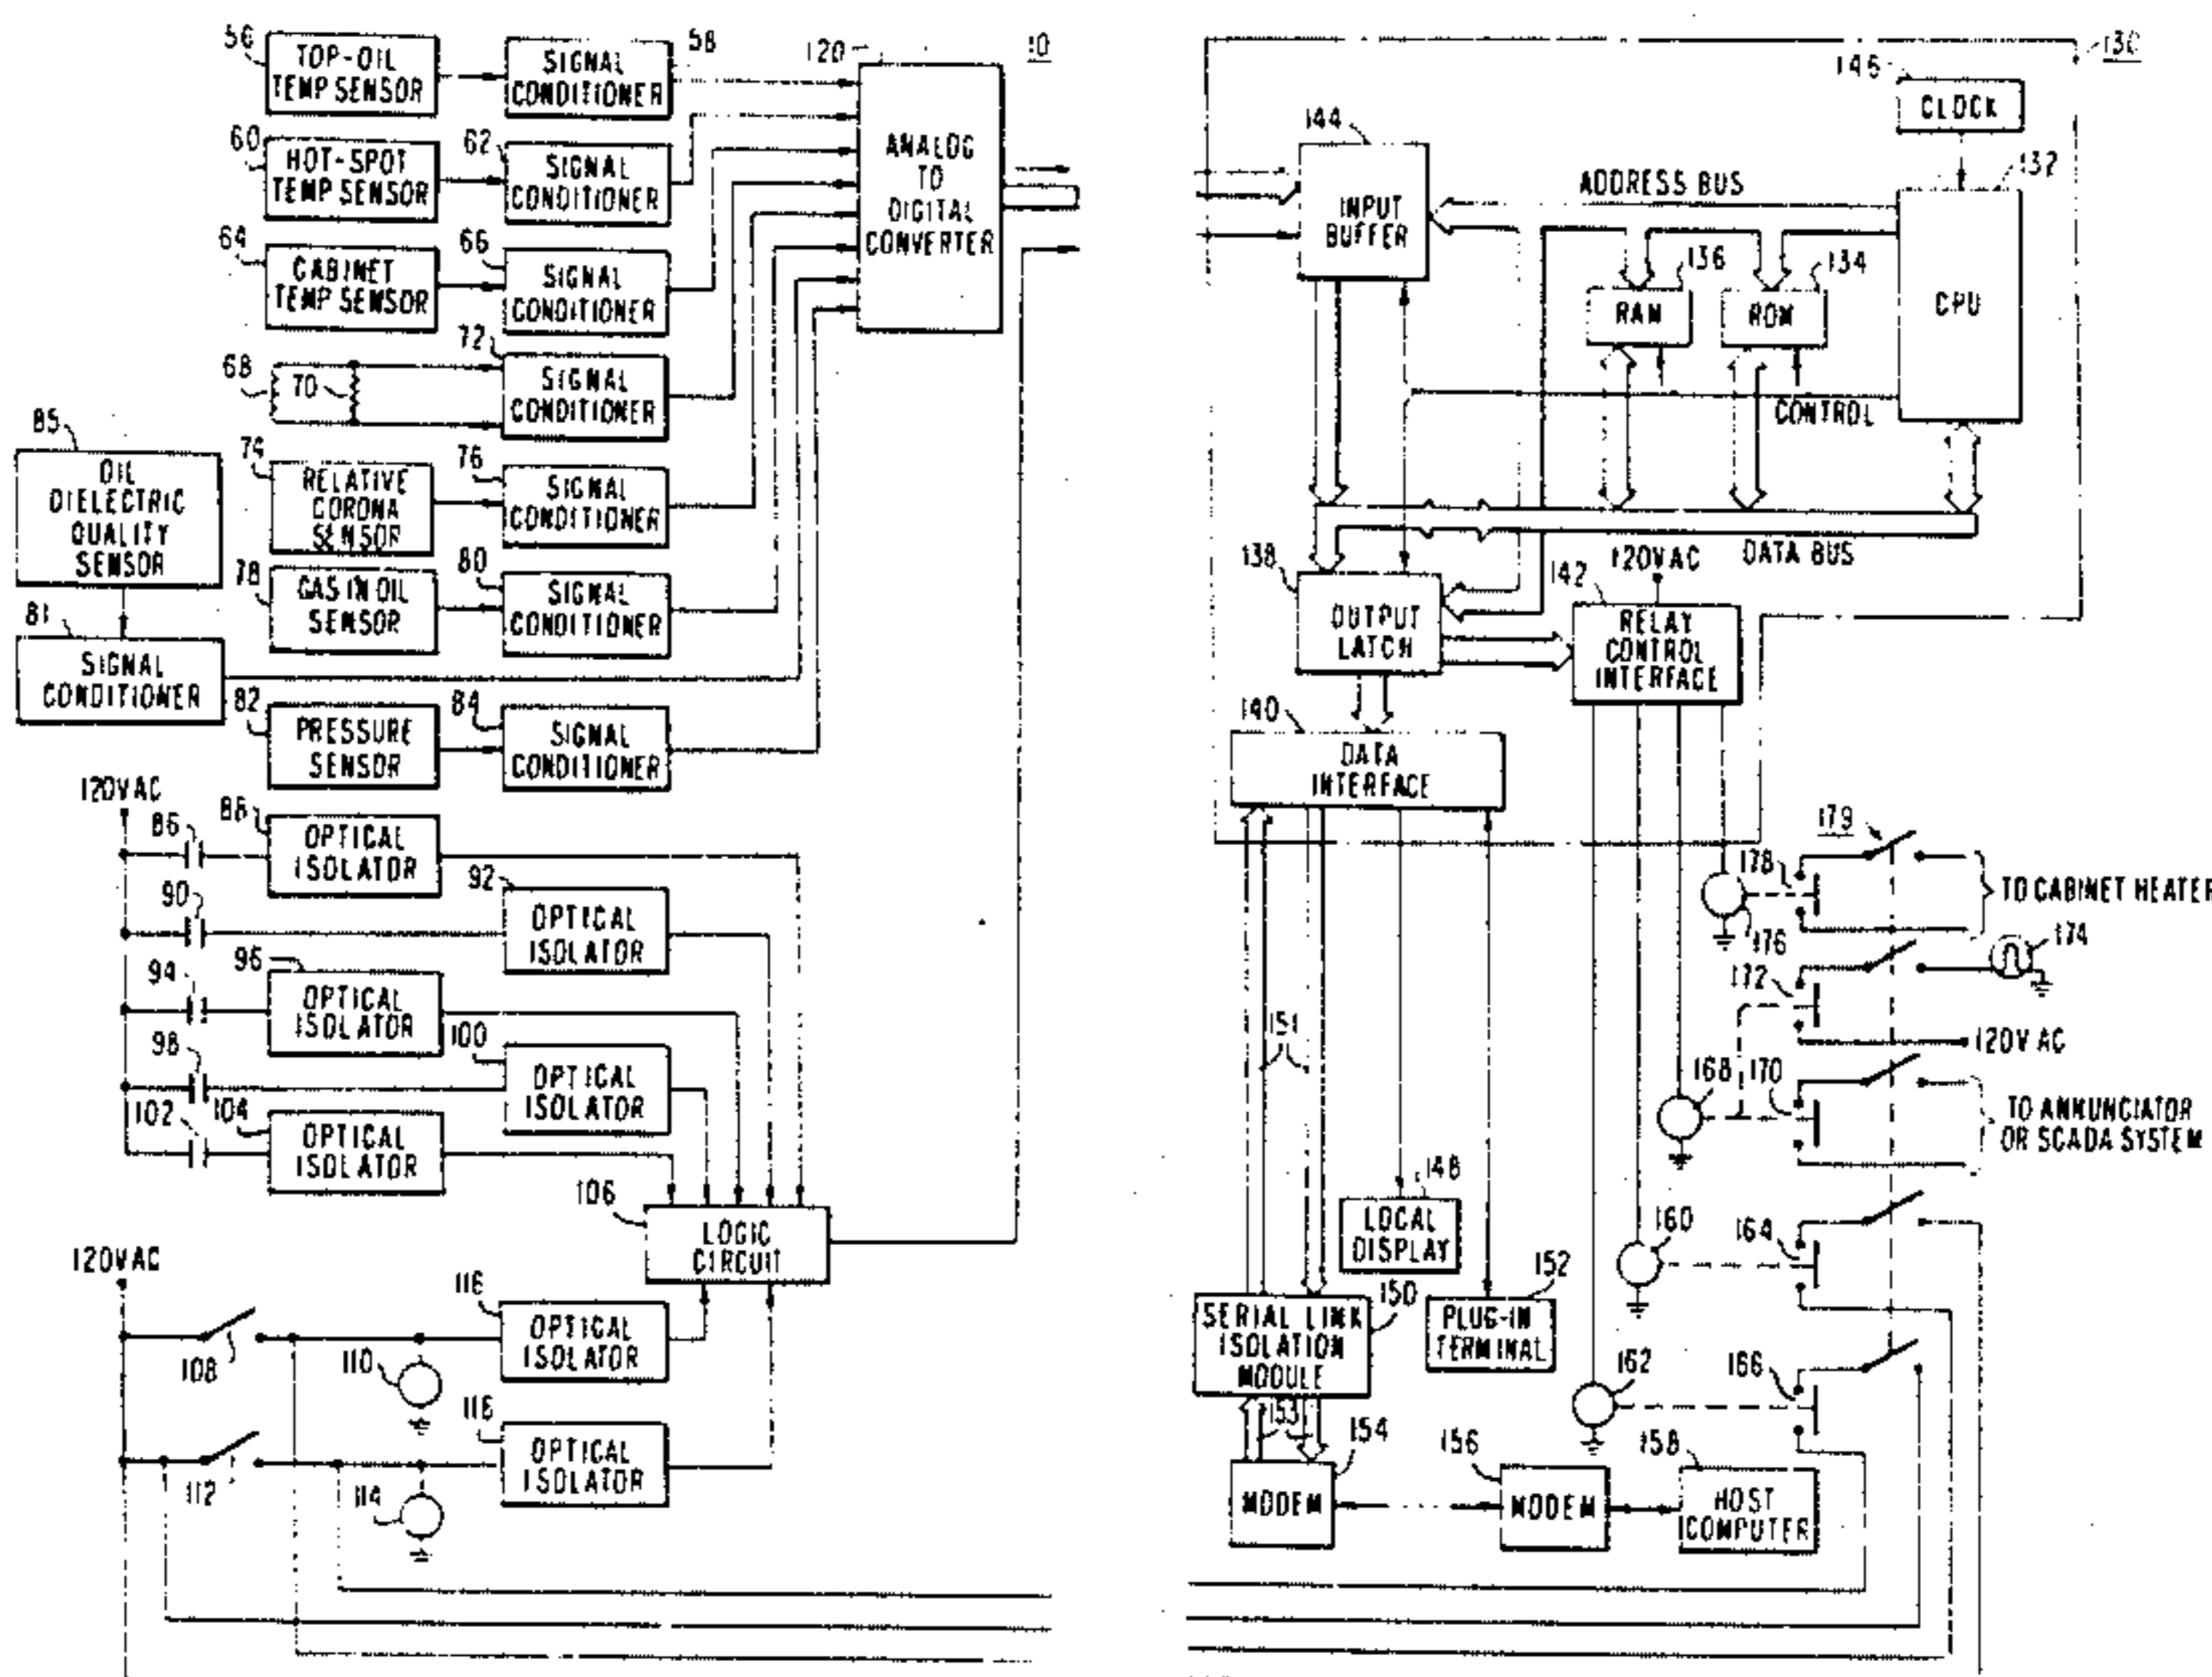 56
TOP-OIL
TEMP SENSOR
SIGNAL
CONDITIONER
58
120
10
60
HOT-SPOT
TEMP SENSOR
62
SIGNAL
CONDITIONER
ANALOG
TO
DIGITAL
CONVERTER
64
CABINET
TEMP SENSOR
66
SIGNAL
CONDITIONER
68
70
72
SIGNAL
CONDITIONER
85
OIL
DIELECTRIC
QUALITY
SENSOR
74
RELATIVE
CORONA
SENSOR
76
SIGNAL
CONDITIONER
78
GAS IN OIL
SENSOR
80
SIGNAL
CONDITIONER
81
SIGNAL
CONDITIONER
82
PRESSURE
SENSOR
84
SIGNAL
CONDITIONER
120VAC
86
88
OPTICAL
ISOLATOR
90
92
OPTICAL
ISOLATOR
94
96
OPTICAL
ISOLATOR
98
100
OPTICAL
ISOLATOR
102
104
OPTICAL
ISOLATOR
106
LOGIC
CIRCUIT
120VAC
108
110
116
OPTICAL
ISOLATOR
112
114
118
OPTICAL
ISOLATOR
130
146
CLOCK
144
INPUT
BUFFER
ADDRESS BUS
132
CPU
136
RAM
134
ROM
CONTROL
DATA BUS
138
OUTPUT
LATCH
120VAC
142
RELAY
CONTROL
INTERFACE
140
DATA
INTERFACE
179
178
176
TO CABINET HEATER
174
172
120V AC
151
168
170
TO ANNUNCIATOR
OR SCADA SYSTEM
148
LOCAL
DISPLAY
160
164
150
SERIAL LINK
ISOLATION
MODULE
152
PLUG-IN
TERMINAL
162
166
153
154
MODEM
156
MODEM
158
HOST
COMPUTER